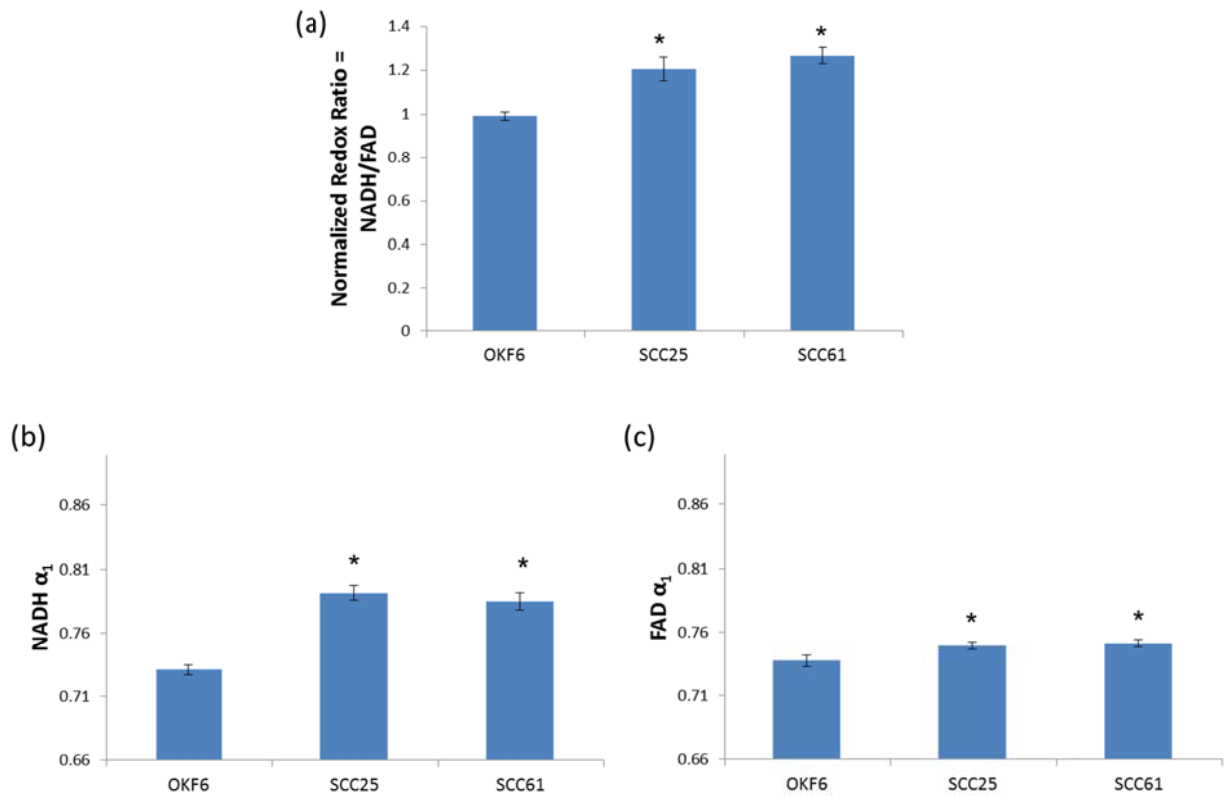 (a)
Normalized Redox Ratio =
NADH/FAD
1.4
1.2
1
0.8
0.6
0.4
0.2
0
*
*
OKF6 SCC25 SCC61
(b)
NADH α₁
0.86
0.81
0.76
0.71
0.66
*
*
OKF6 SCC25 SCC61
(c)
FAD α₁
0.86
0.81
0.76
0.71
0.66
*
*
OKF6 SCC25 SCC61